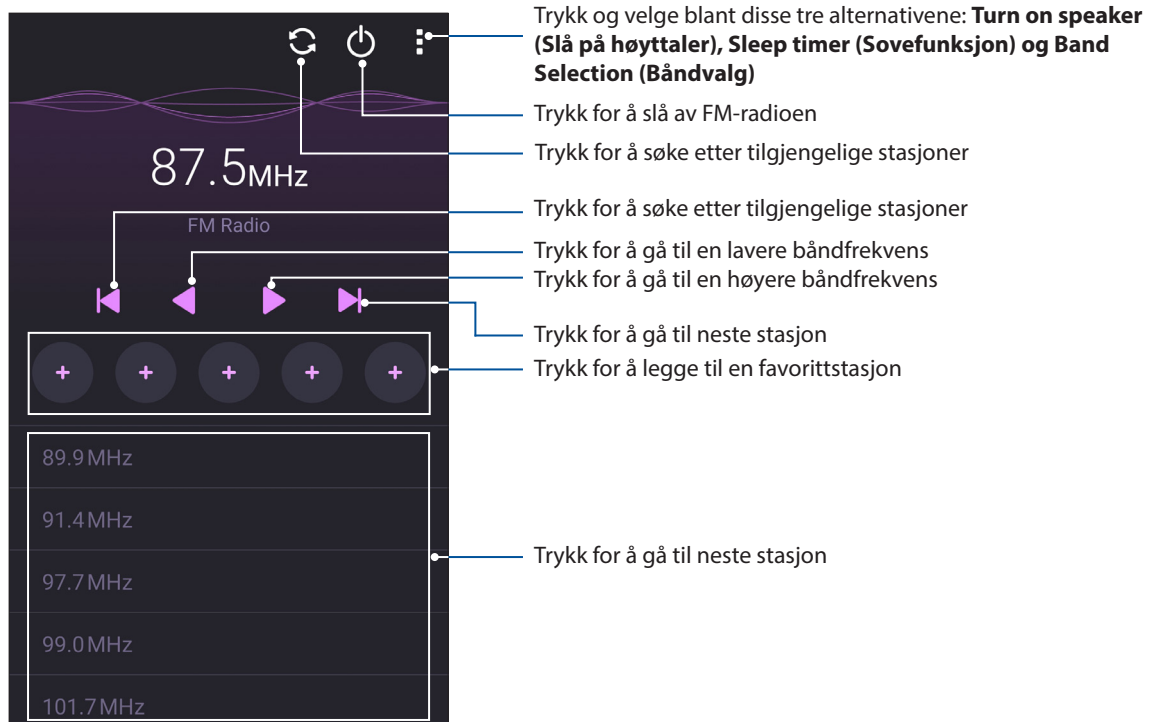 Trykk og velge blant disse tre alternativene: Turn on speaker
(Slå på høyttaler), Sleep timer (Sovefunksjon) og Band
Selection (Båndvalg)
Trykk for å slå av FM-radioen
Trykk for å søke etter tilgjengelige stasjoner
87.5MHz
FM Radio
Trykk for å søke etter tilgjengelige stasjoner
Trykk for å gå til en lavere båndfrekvens
Trykk for å gå til en høyere båndfrekvens
Trykk for å gå til neste stasjon
Trykk for å legge til en favorittstasjon
+ + + + +
89.9MHz
91.4MHz
97.7MHz
99.0MHz
101.7MHz
Trykk for å gå til neste stasjon